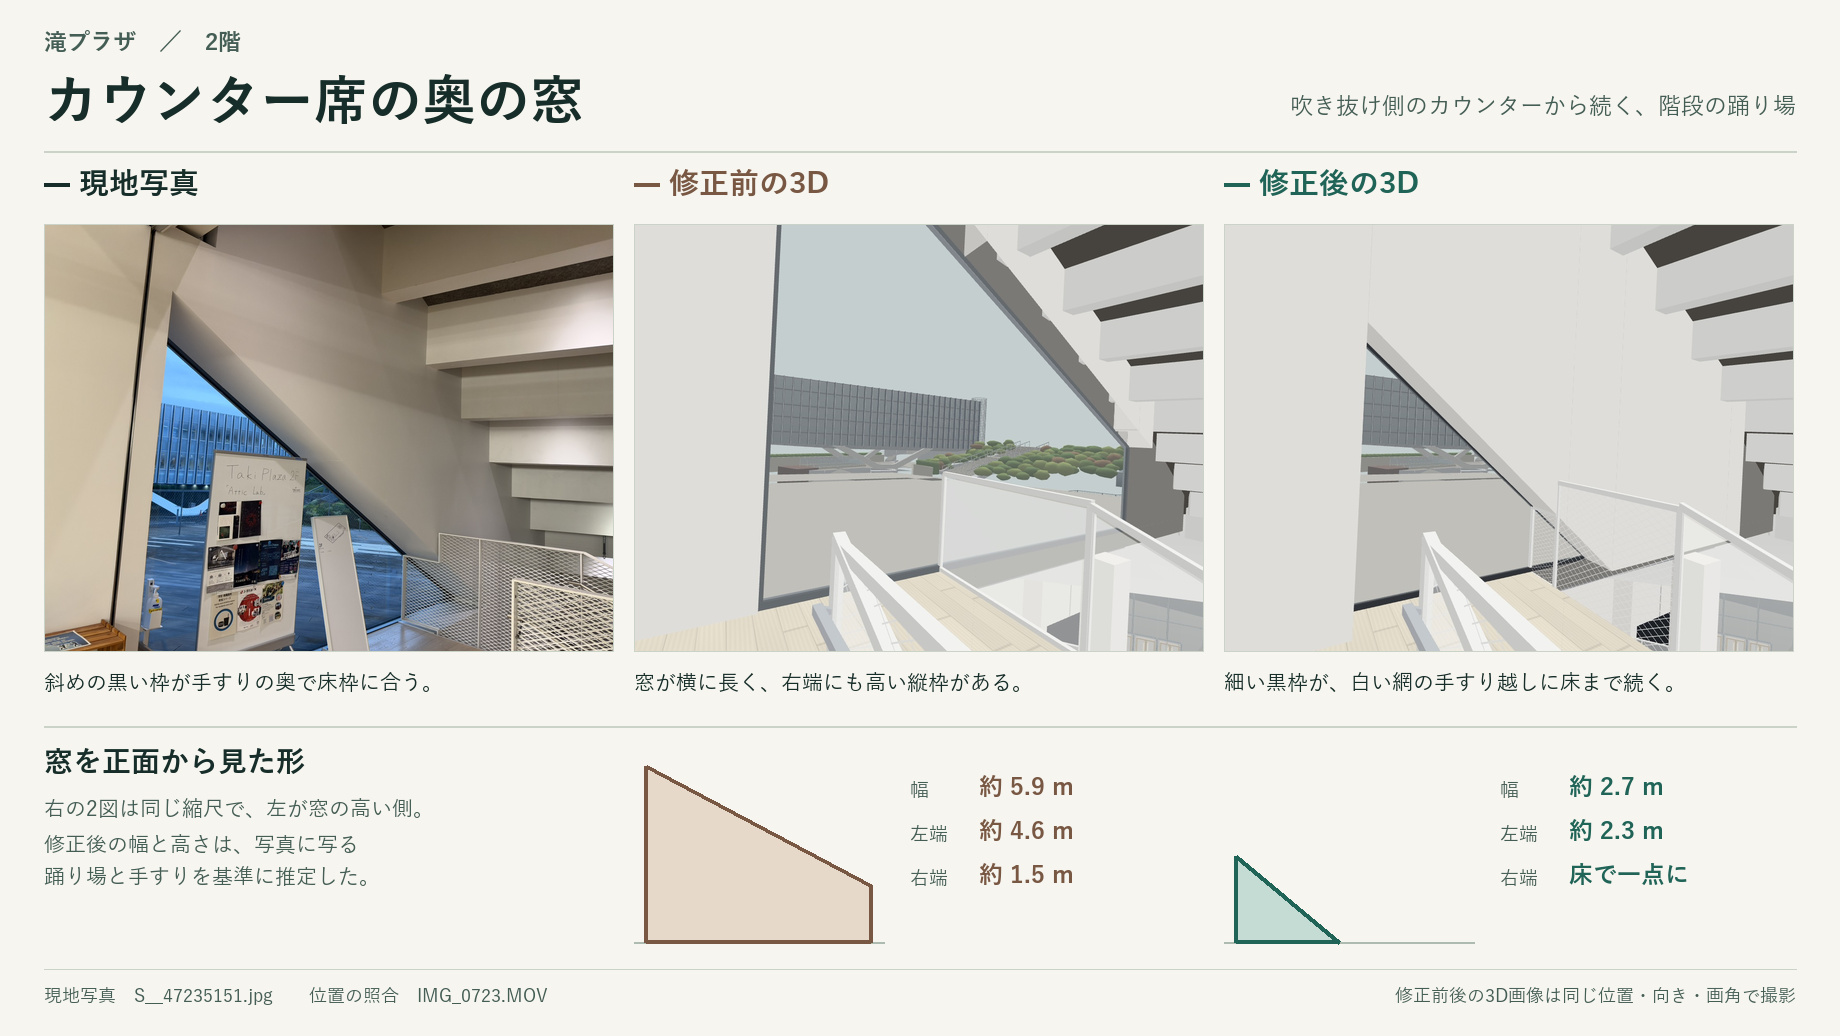 滝プラザ ／ 2階
カウンター席の奥の窓
吹き抜け側のカウンターから続く、階段の踊り場
現地写真
修正前の3D
修正後の3D
Taki Plaza
斜めの黒い枠が手すりの奥で床枠に合う。
窓が横に長く、右端にも高い縦枠がある。
細い黒枠が、白い網の手すり越しに床まで続く。
窓を正面から見た形
右の2図は同じ縮尺で、左が窓の高い側。
修正後の幅と高さは、写真に写る
踊り場と手すりを基準に推定した。
幅 約 5.9 m
左端 約 4.6 m
右端 約 1.5 m
幅 約 2.7 m
左端 約 2.3 m
右端 床で一点に
現地写真 S__47235151.jpg 位置の照合 IMG_0723.MOV
修正前後の3D画像は同じ位置・向き・画角で撮影